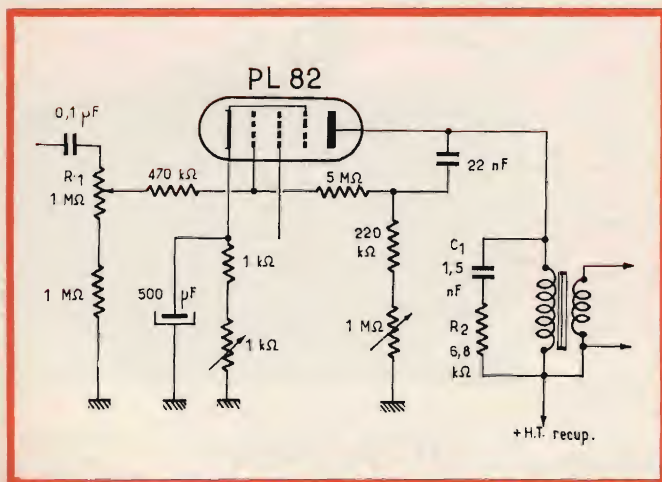 PL 82
0,1 µF
R.1
1 MΩ
470 kΩ
5 MΩ
22 nF
1 MΩ
500 µF
1 kΩ
1 kΩ
220
kΩ
1 MΩ
C1
1,5
nF
R2
6,8
kΩ
+ H.T. recup.